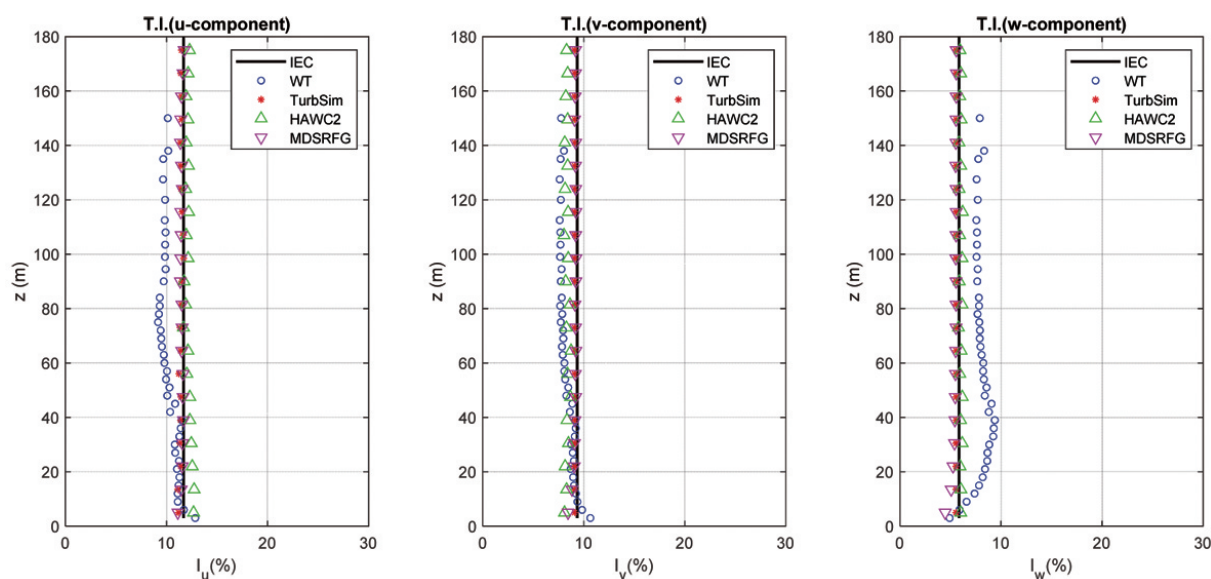 T.I.(u-component)
180
160
140
120
100
80
60
40
20
0
z (m)
0 10 20 30
I_u(%)
IEC
WT
TurbSim
HAWC2
MDSRFG
T.I.(v-component)
180
160
140
120
100
80
60
40
20
0
z (m)
0 10 20 30
I_v(%)
IEC
WT
TurbSim
HAWC2
MDSRFG
T.I.(w-component)
180
160
140
120
100
80
60
40
20
0
z (m)
0 10 20 30
I_w(%)
IEC
WT
TurbSim
HAWC2
MDSRFG